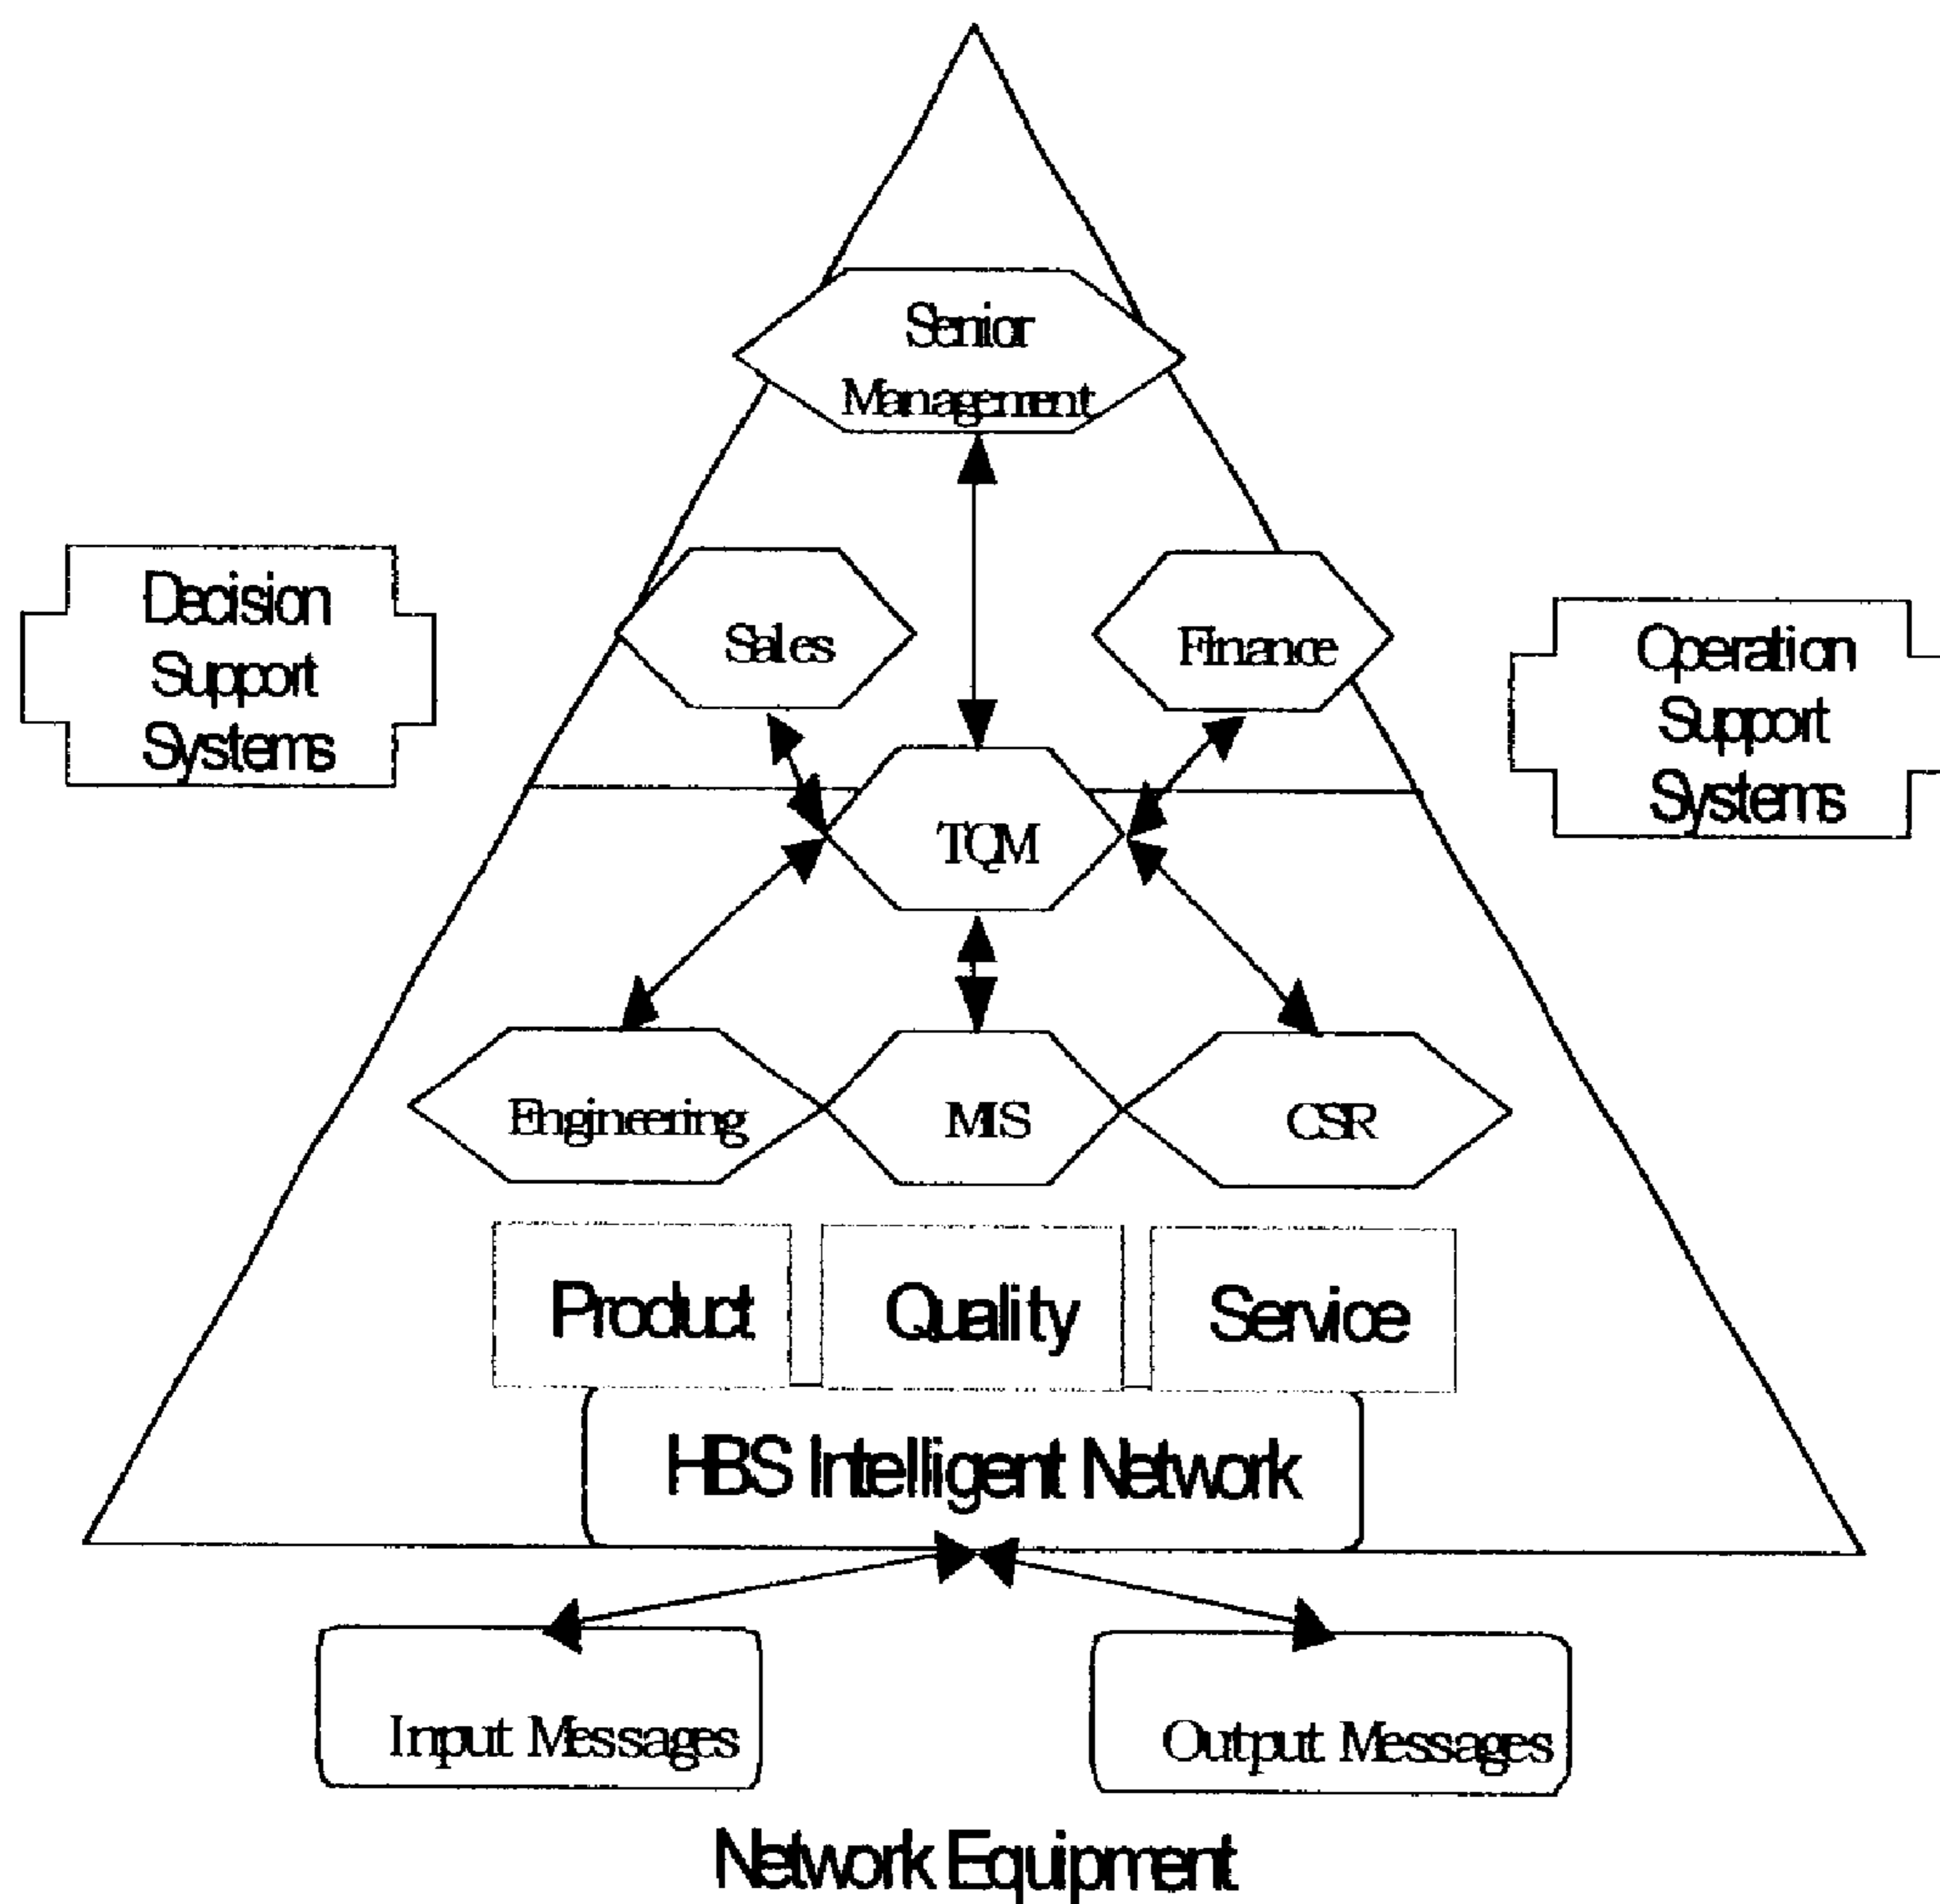 Senior
Management
Decision
Support
Systems
Sales
Finance
Operation
Support
Systems
TQM
Engineering
MIS
CSR
Product
Quality
Service
HBS Intelligent Network
Input Messages
Output Messages
Network Equipment